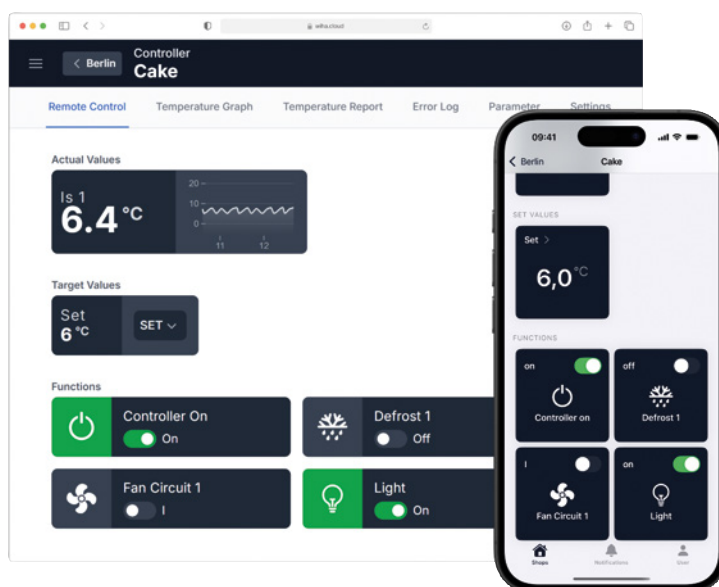 wiha.cloud
Berlin
Controller
Cake
Remote Control
Temperature Graph
Temperature Report
Error Log
Parameter
Settings
Actual Values
Is 1
6.4 °C
20
10
0
11
12
Target Values
Set
6 °C
SET
Functions
Controller On
On
Defrost 1
Off
Fan Circuit 1
I
Light
On
09:41
Berlin
Cake
SET VALUES
Set
6,0 °C
FUNCTIONS
on
Controller on
off
Defrost 1
I
Fan Circuit 1
on
Light
Shops
Notifications
User